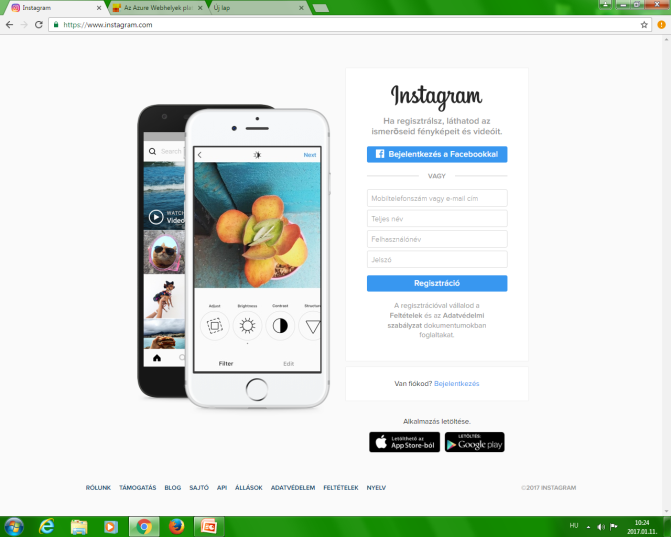 Instagram
Az Azure Webhelyek pla
Új lap
https://www.instagram.com
Instagram
Ha regisztrálsz, láthatod az
ismerőseid fényképeit és videóit.
Bejelentkezés a Facebookkal
VAGY
Mobiltelefonszám vagy e-mail cím
Teljes név
Felhasználónév
Jelszó
Regisztráció
A regisztrációval vállalod a
Feltételek és az Adatvédelmi
szabályzat dokumentumokban
foglaltakat.
Van fiókod? Bejelentkezés
Alkalmazás letöltése.
Letölthető az
App Store-ból
LETÖLTÉS:
Google play
Search
WATCH
Video
Next
Adjust
Brightness
Contrast
Structure
Filter
Edit
RÓLUNK TÁMOGATÁS BLOG SAJTÓ API ÁLLÁSOK ADATVÉDELEM FELTÉTELEK NYELV
©2017 INSTAGRAM
HU
10:24
2017.01.11.